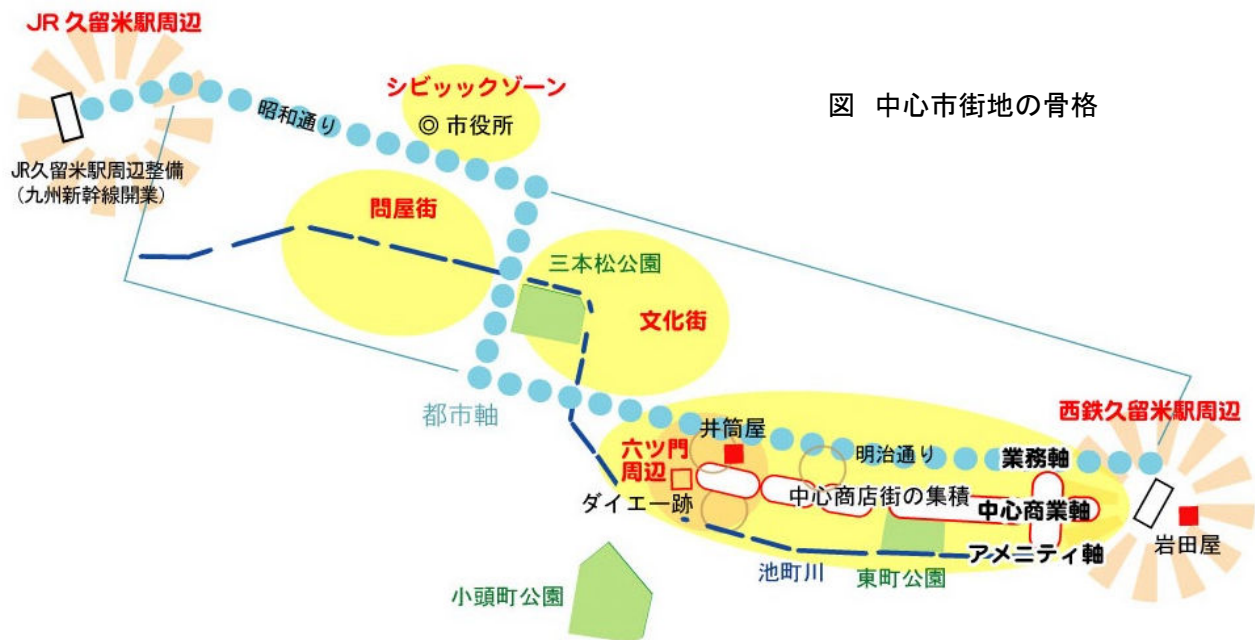 JR 久留米駅周辺
シビックゾーン
図 中心市街地の骨格
昭和通り
◎ 市役所
JR久留米駅周辺整備
（九州新幹線開業）
問屋街
三本松公園
文化街
都市軸
西鉄久留米駅周辺
井筒屋
六ツ門
周辺
明治通り
業務軸
ダイエー跡
中心商店街の集積
中心商業軸
岩田屋
アメニティ軸
池町川
東町公園
小頭町公園